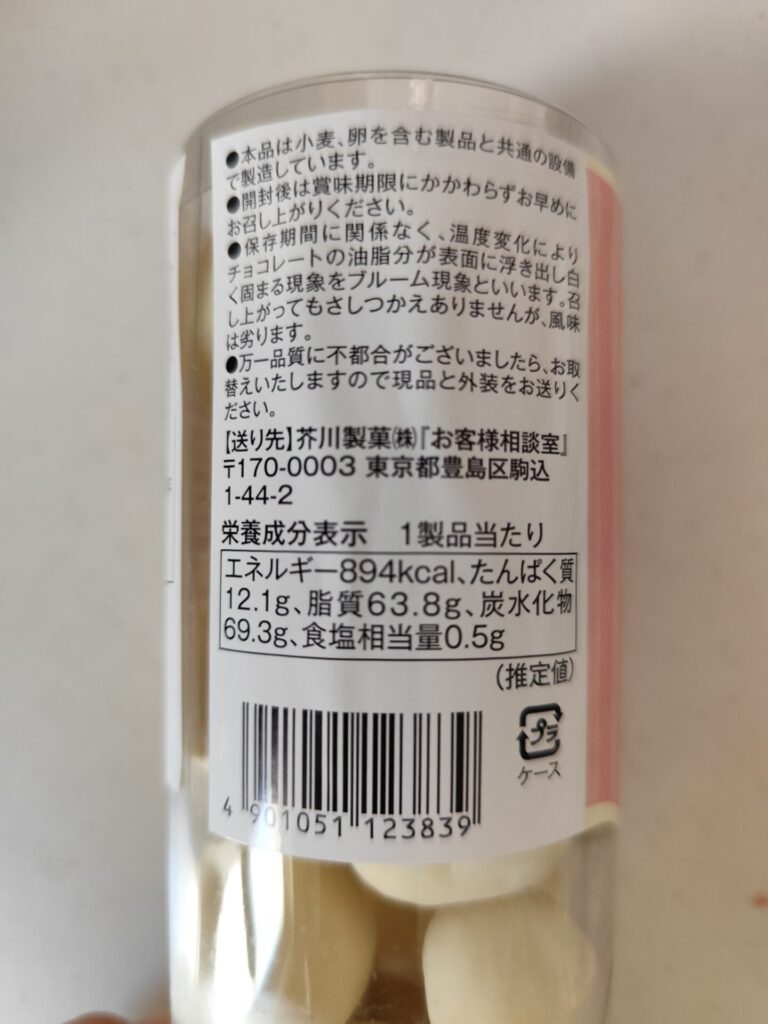 ●本品は小麦、卵を含む製品と共通の設備
で製造しています。
●開封後は賞味期限にかかわらずお早めに
お召し上がりください。
●保存期間に関係なく、温度変化により
チョコレートの油脂分が表面に浮き出し白
く固まる現象をブルーム現象といいます。召
し上がってもさしつかえありませんが、風味
は劣ります。
●万一品質に不都合がございましたら、お取
替えいたしますので現品と外装をお送りく
ださい。
【送り先】芥川製菓㈱『お客様相談室』
〒170-0003 東京都豊島区駒込
1-44-2
栄養成分表示 1製品当たり
エネルギー894kcal、たんぱく質
12.1g、脂質63.8g、炭水化物
69.3g、食塩相当量0.5g
(推定値)
プラ
ケース
4 901051 123839